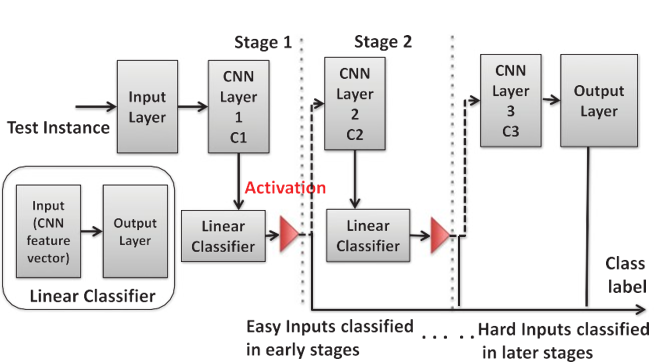 Stage 1
Stage 2
Test Instance
Input
Layer
CNN
Layer
1
C1
CNN
Layer
2
C2
CNN
Layer
3
C3
Output
Layer
Activation
Linear
Classifier
Linear
Classifier
Input
(CNN
feature
vector)
Output
Layer
Linear Classifier
Class
label
Easy Inputs classified
in early stages
. . . . .
Hard Inputs classified
in later stages